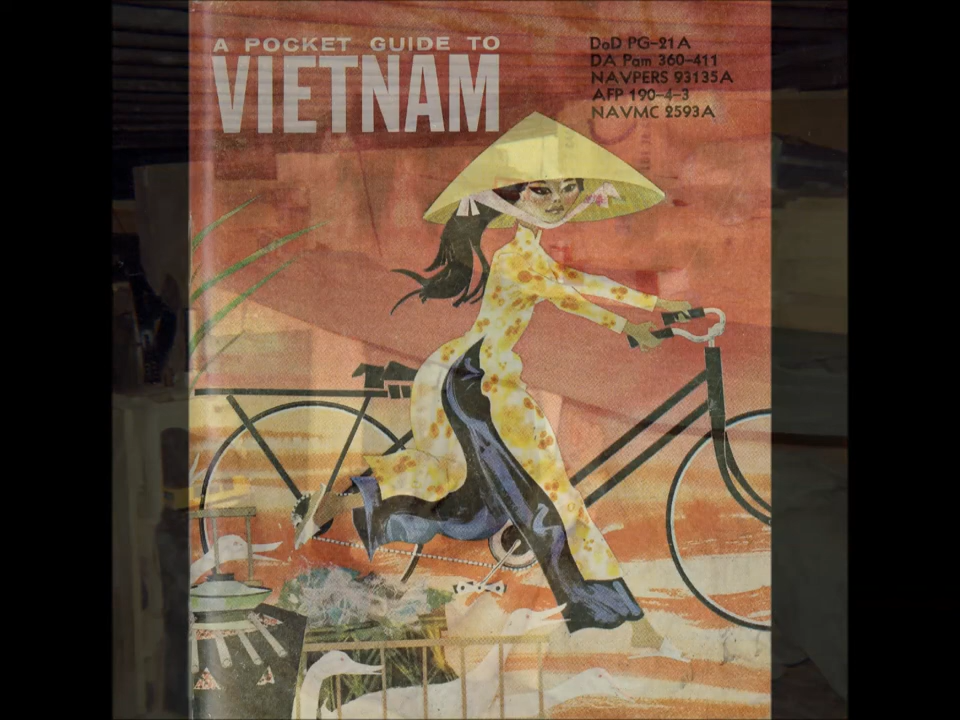 A POCKET GUIDE TO
VIETNAM
DoD PG-21A
DA Pam 360-411
NAVPERS 93135A
AFP 190-4-3
NAVMC 2593A